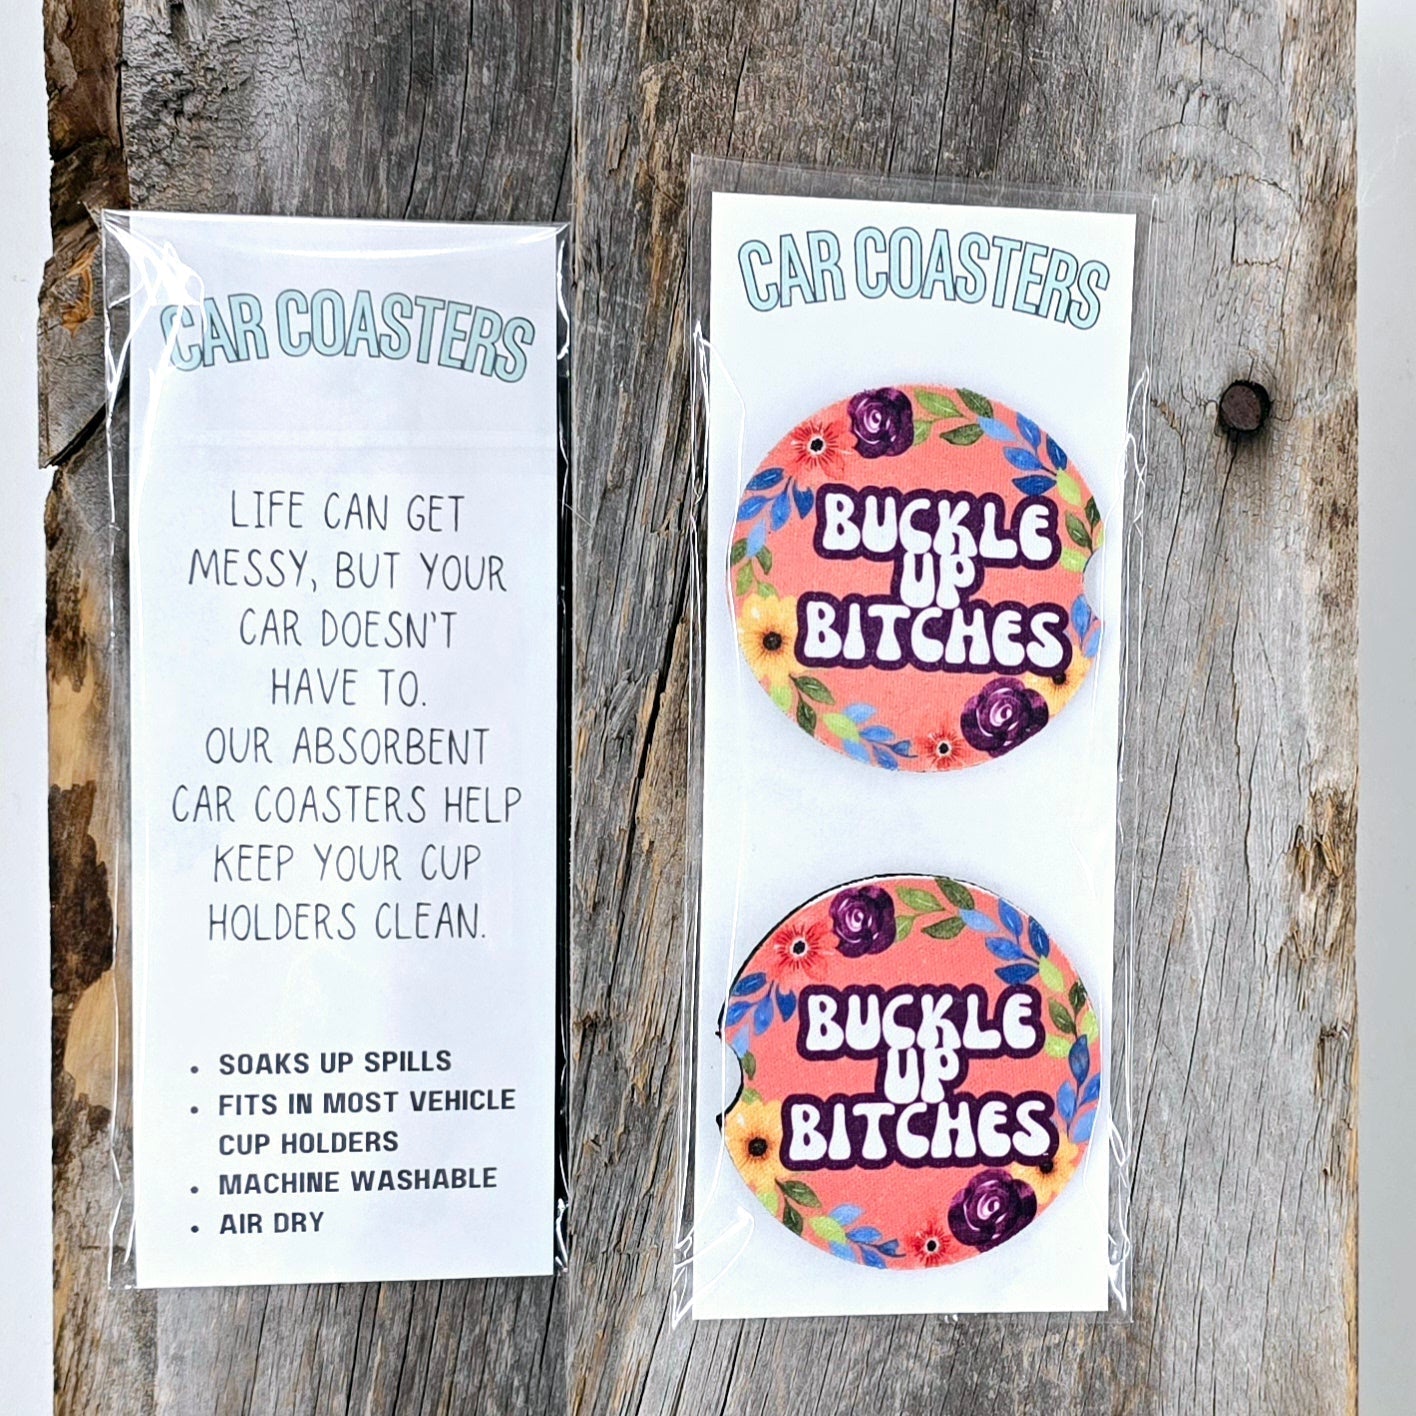 CAR COASTERS
LIFE CAN GET
MESSY, BUT YOUR
CAR DOESN'T
HAVE TO.
OUR ABSORBENT
CAR COASTERS HELP
KEEP YOUR CUP
HOLDERS CLEAN.
• SOAKS UP SPILLS
• FITS IN MOST VEHICLE
CUP HOLDERS
• MACHINE WASHABLE
• AIR DRY
CAR COASTERS
BUCKLE
UP
BITCHES
BUCKLE
UP
BITCHES